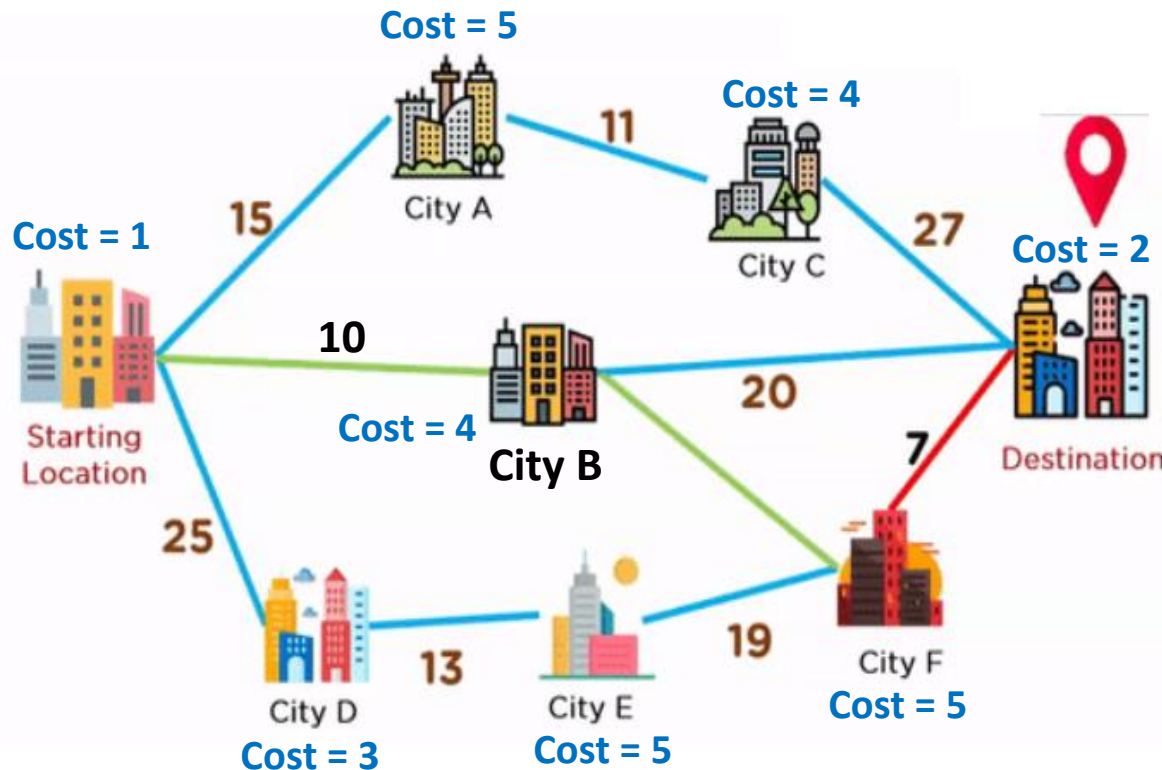 Cost = 5
Cost = 4
11
City A
15
Cost = 1
City C
27
Cost = 2
10
20
Cost = 4
City B
7
Starting
Location
Destination
25
13
19
City D
City E
City F
Cost = 3
Cost = 5
Cost = 5